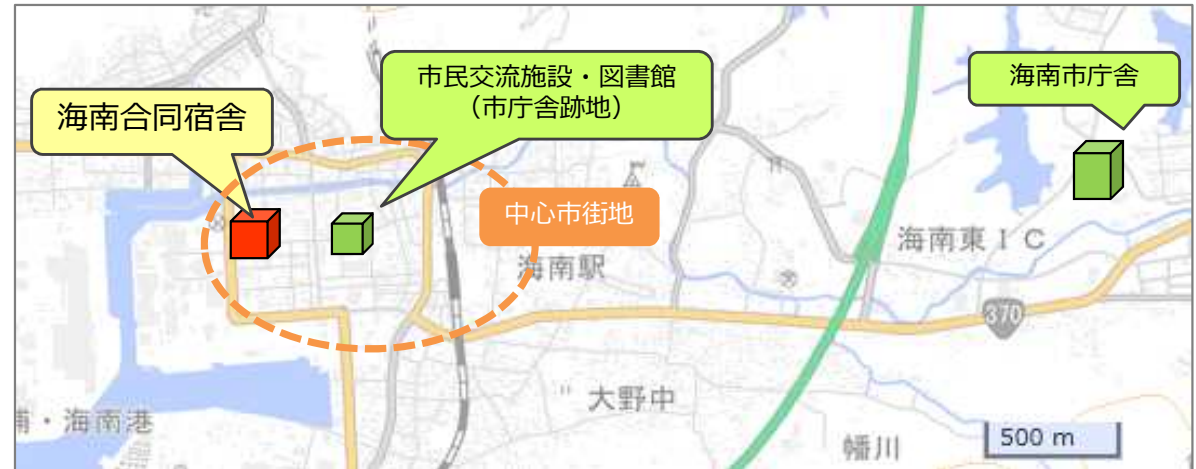 海南合同宿舎
市民交流施設・図書館
（市庁舎跡地）
海南市庁舎
中心市街地
海南駅
海南東IC
370
大野中
浦・海南港
幡川
500 m